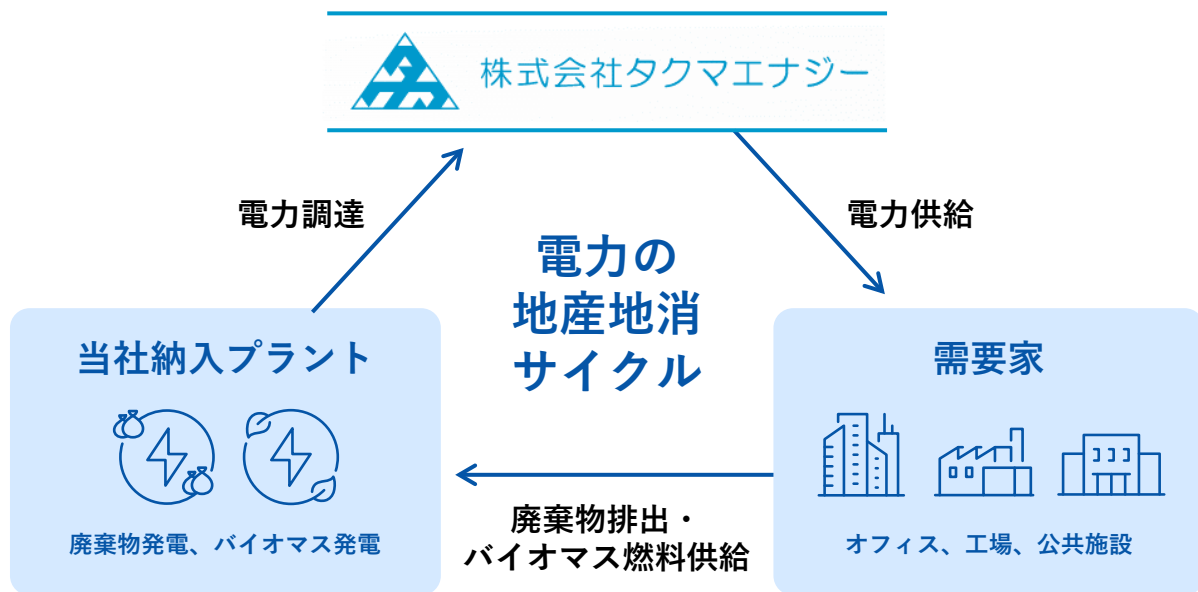 株式会社タクマエナジー
電力調達
電力供給
電力の
地産地消
サイクル
当社納入プラント
廃棄物発電、バイオマス発電
需要家
オフィス、工場、公共施設
廃棄物排出・
バイオマス燃料供給